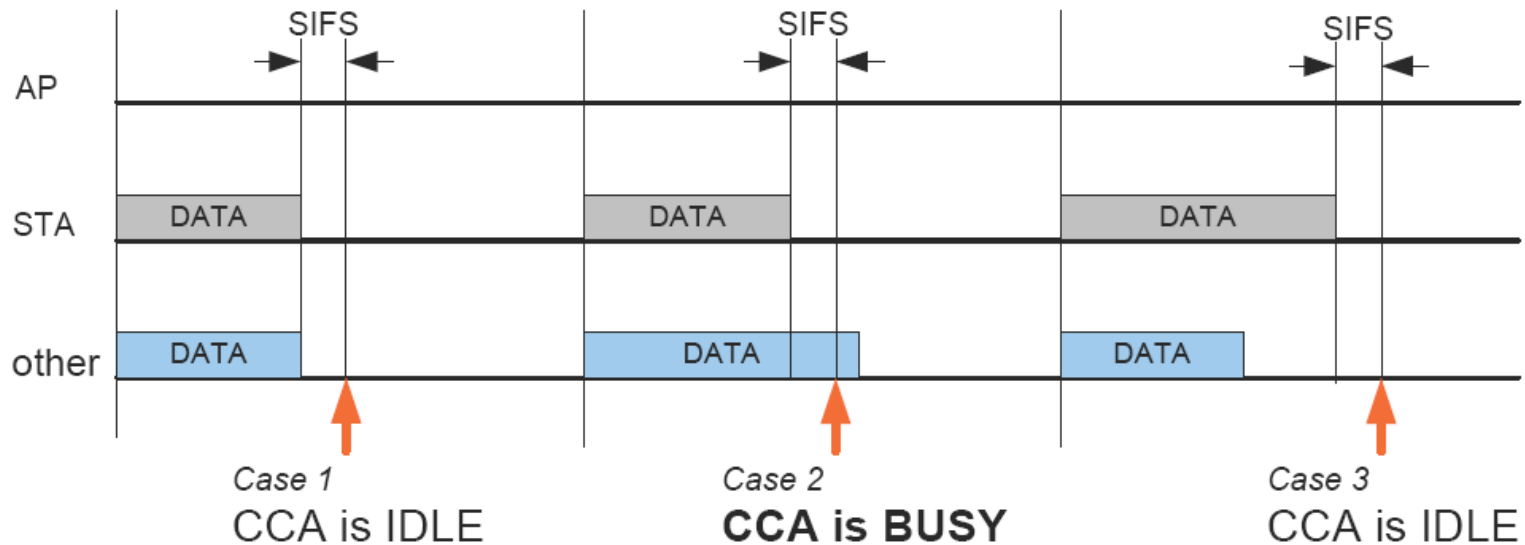 SIFS
SIFS
SIFS
AP
STA
DATA
DATA
DATA
other
DATA
DATA
DATA
Case 1
CCA is IDLE
Case 2
CCA is BUSY
Case 3
CCA is IDLE